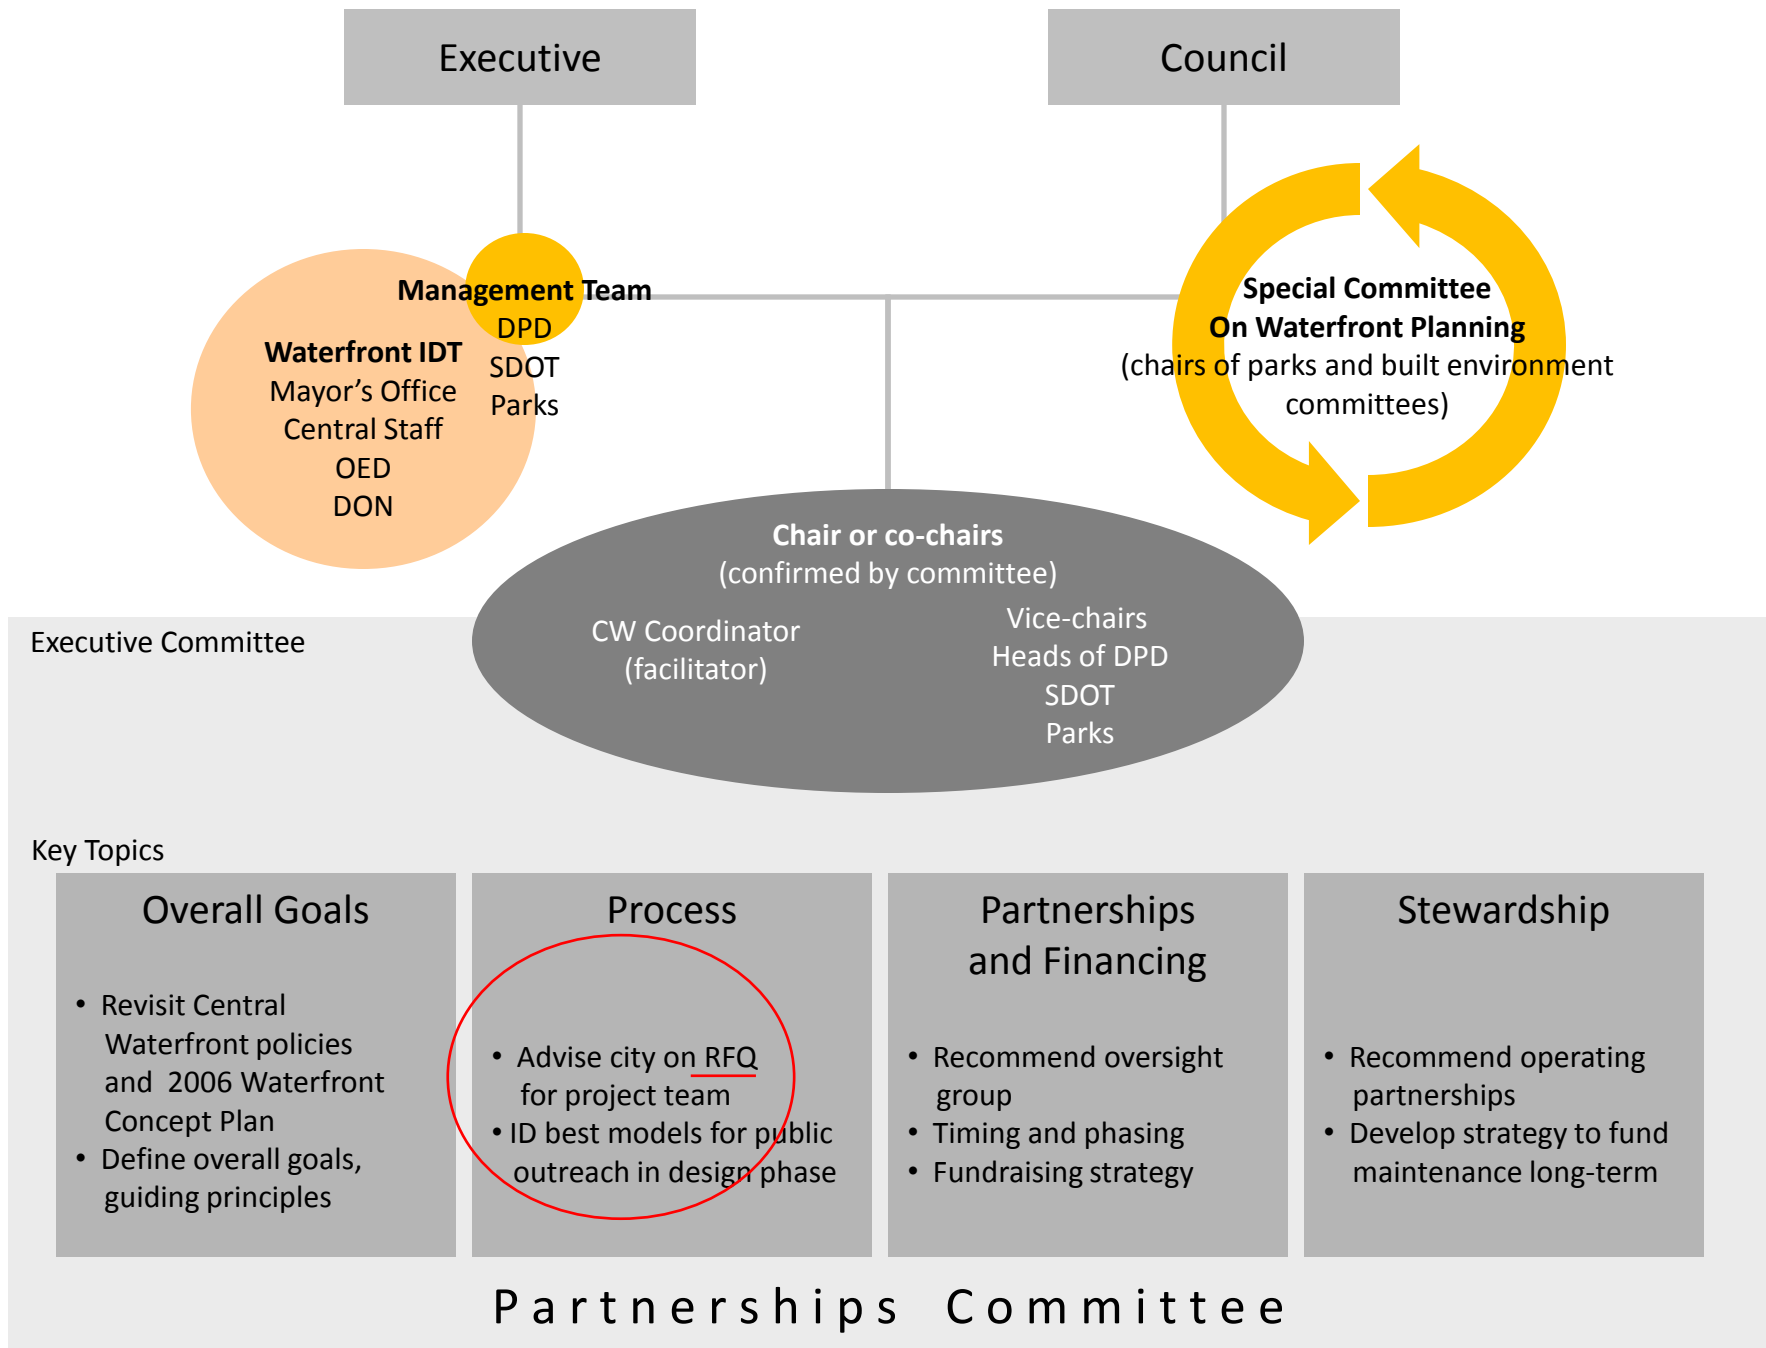 Executive
Council
Management Team
DPD
SDOT
Parks
Waterfront IDT
Mayor’s Office
Central Staff
OED
DON
Special Committee
On Waterfront Planning
(chairs of parks and built environment
committees)
Chair or co-chairs
(confirmed by committee)
CW Coordinator
(facilitator)
Vice-chairs
Heads of DPD
SDOT
Parks
Executive Committee
Key Topics
Overall Goals
• Revisit Central
Waterfront policies
and 2006 Waterfront
Concept Plan
• Define overall goals,
guiding principles
Process
• Advise city on RFQ
for project team
• ID best models for public
outreach in design phase
Partnerships
and Financing
• Recommend oversight
group
• Timing and phasing
• Fundraising strategy
Stewardship
• Recommend operating
partnerships
• Develop strategy to fund
maintenance long-term
Partnerships Committee